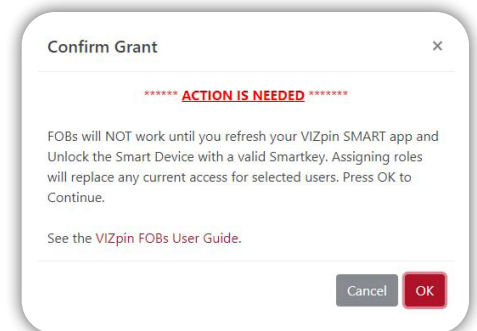 Confirm Grant ×
****** ACTION IS NEEDED *******
FOBs will NOT work until you refresh your VIZpin SMART app and
Unlock the Smart Device with a valid Smartkey. Assigning roles
will replace any current access for selected users. Press OK to
Continue.
See the VIZpin FOBs User Guide.
Cancel OK